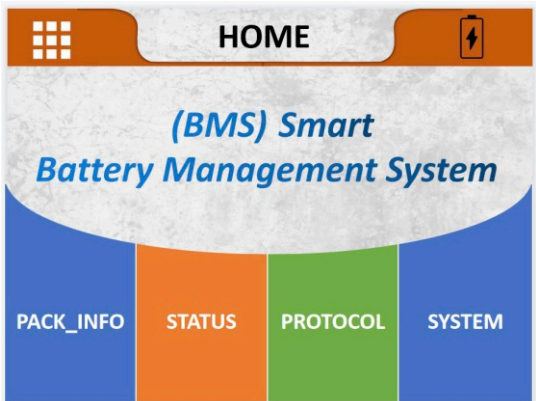 HOME
(BMS) Smart
Battery Management System
PACK_INFO
STATUS
PROTOCOL
SYSTEM